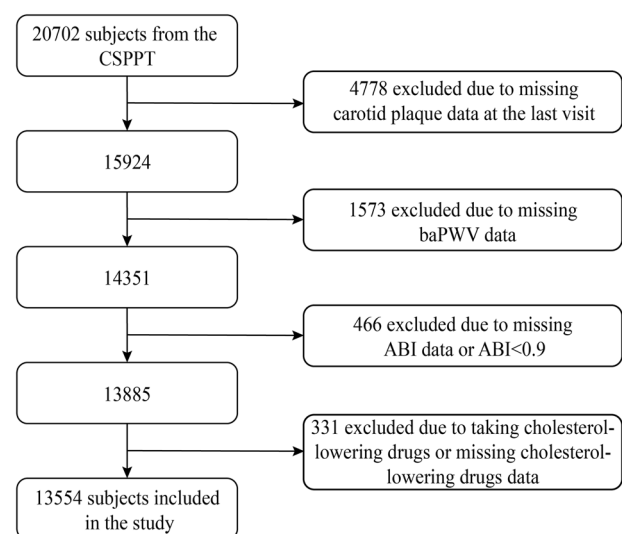 20702 subjects from the
CSPPT
4778 excluded due to missing
carotid plaque data at the last visit
15924
1573 excluded due to missing
baPWV data
14351
466 excluded due to missing
ABI data or ABI<0.9
13885
331 excluded due to taking cholesterol-
lowering drugs or missing cholesterol-
lowering drugs data
13554 subjects included
in the study